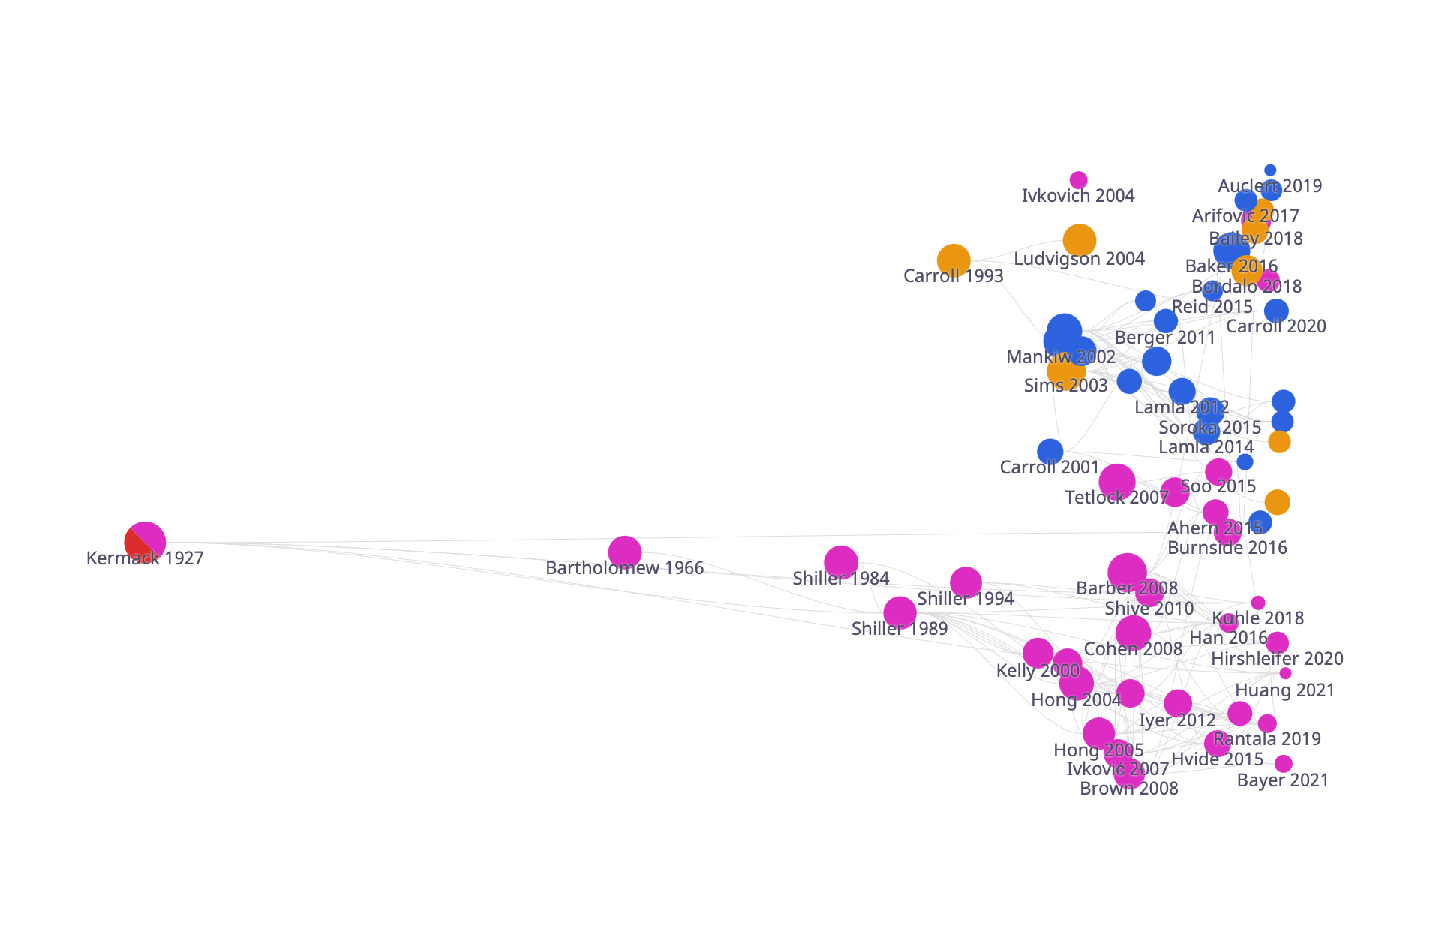 Auclert 2019
Ivkovich 2004
Arifovic 2017
Bailey 2018
Ludvigson 2004
Baker 2016
Carroll 1993
Bordalo 2018
Reid 2015
Carroll 2020
Berger 2011
Mankiw 2002
Sims 2003
Lamla 2012
Soroka 2015
Lamla 2014
Carroll 2001
Soo 2015
Tetlock 2007
Ahern 2015
Burnside 2016
Kermack 1927
Bartholomew 1966
Shiller 1984
Barber 2008
Shiller 1994
Shive 2010
Kuhle 2018
Shiller 1989
Han 2016
Cohen 2008
Hirshleifer 2020
Kelly 2000
Huang 2021
Hong 2004
Iyer 2012
Rantala 2019
Hong 2005
Hvide 2015
Ivković 2007
Bayer 2021
Brown 2008